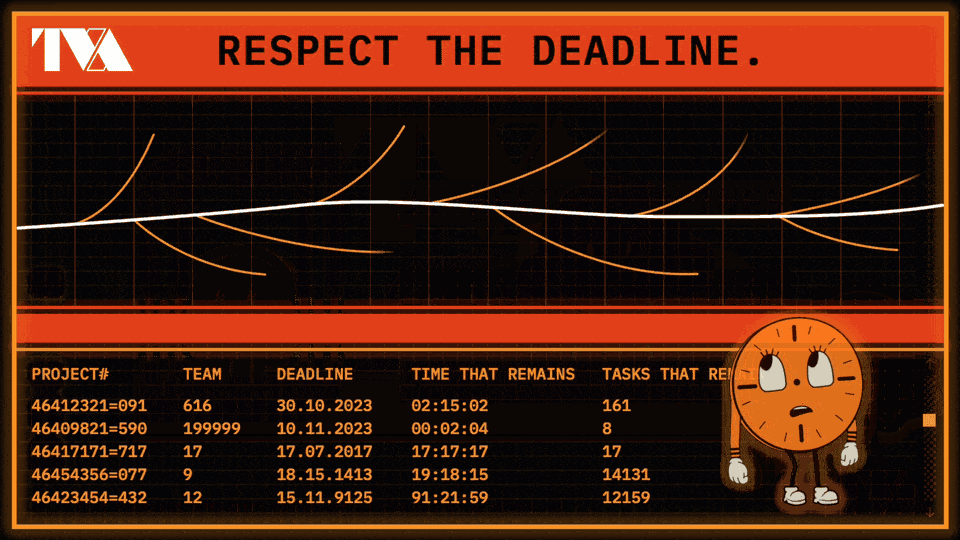 TVA
RESPECT THE DEADLINE.
PROJECT# TEAM DEADLINE TIME THAT REMAINS TASKS THAT
46412321=091 616 30.10.2023 02:15:02 161
46409821=590 199999 10.11.2023 00:02:04 8
46417171=717 17 17.07.2017 17:17:17 17
46454356=077 9 18.15.1413 19:18:15 14131
46423454=432 12 15.11.9125 91:21:59 12159